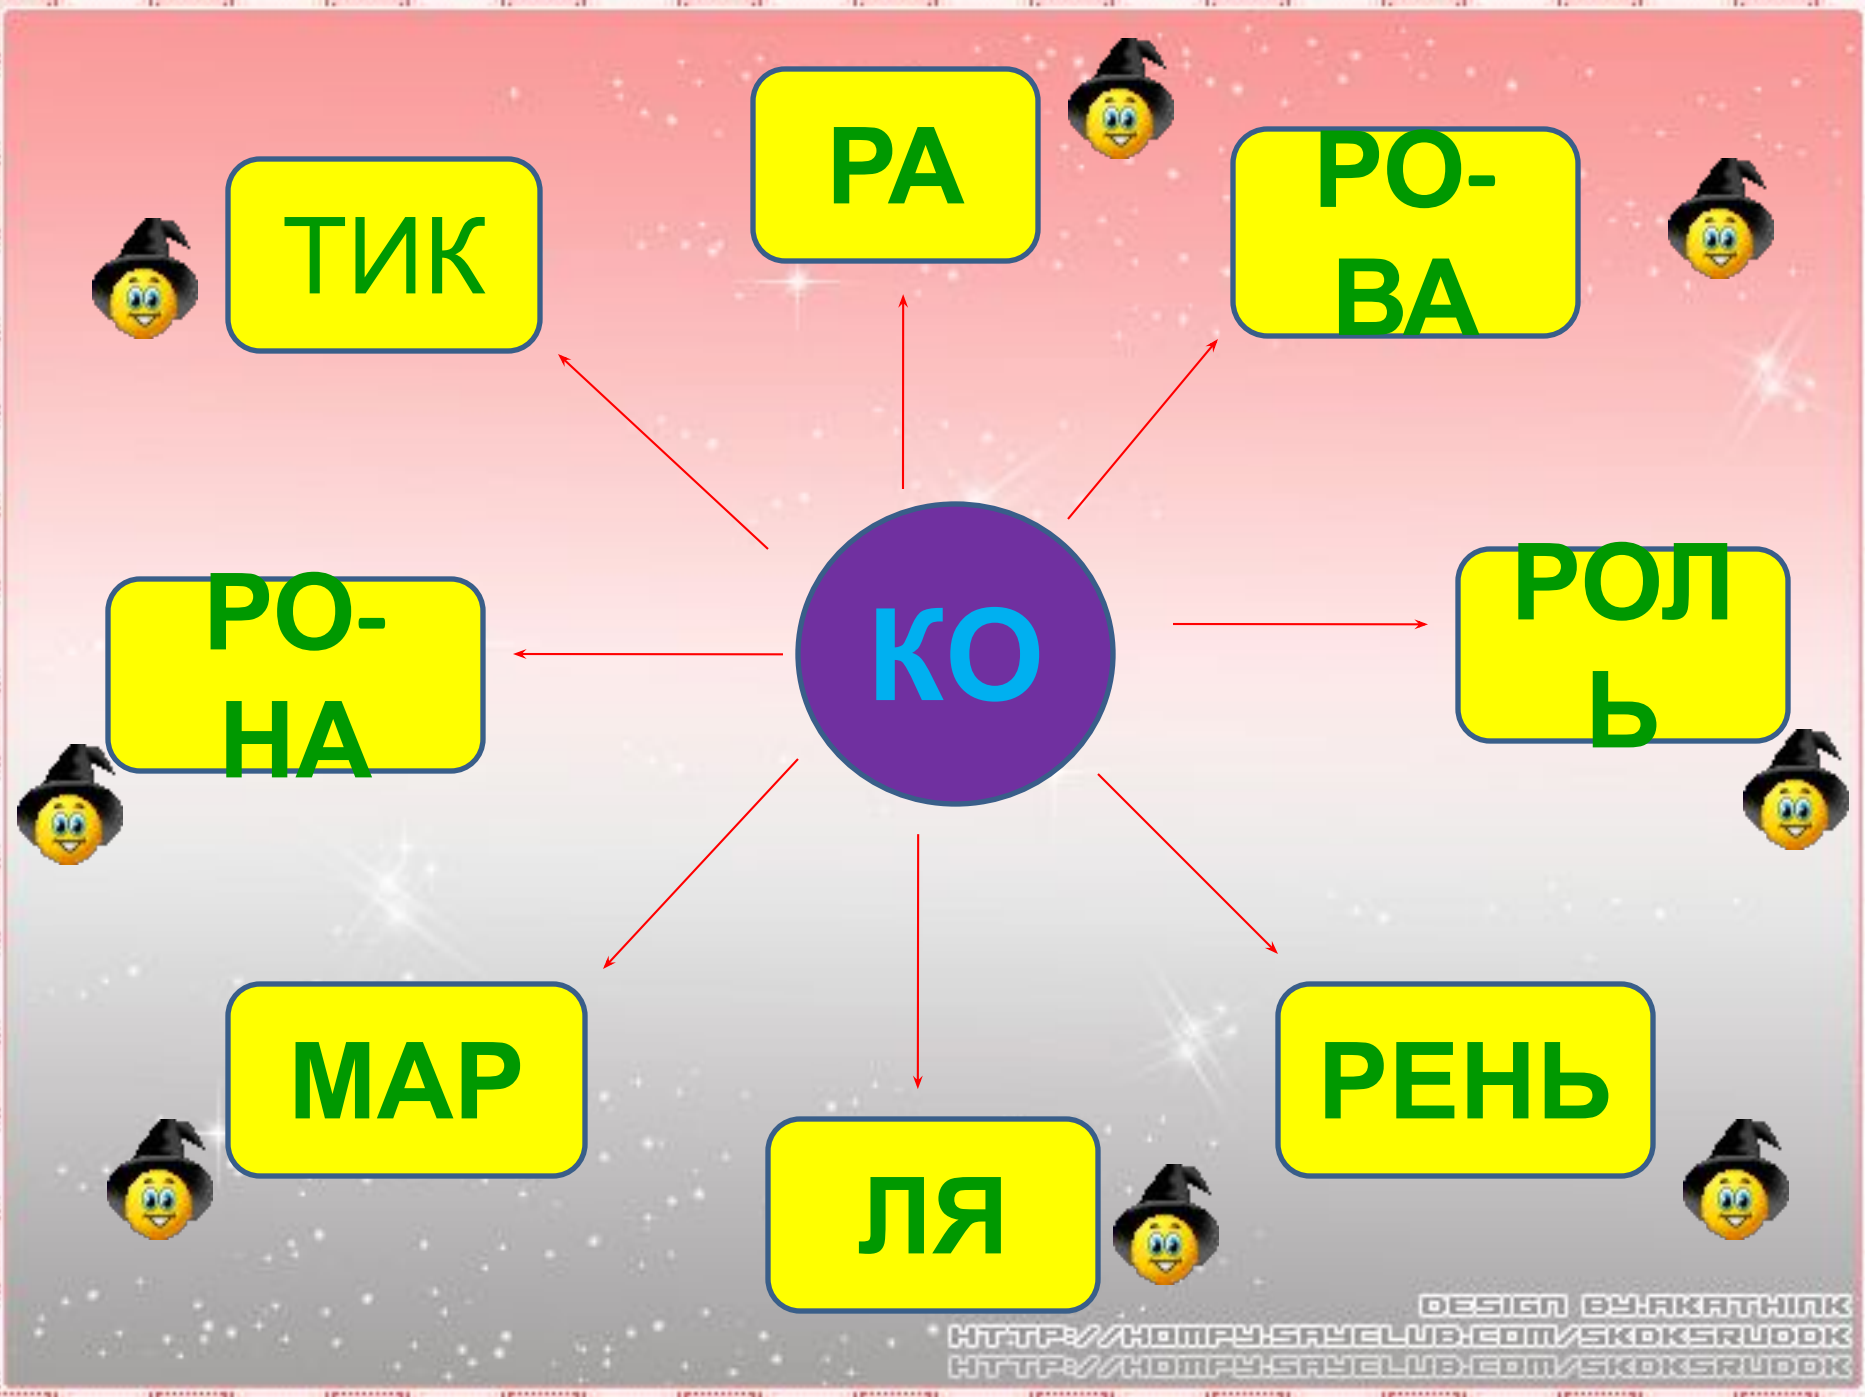 РА
РО-
ВА
ТИК
РОЛ
Ь
РО-
НА
КО
МАР
РЕНЬ
ЛЯ
DESIGN BY.AKATHINK
HTTP://HOMPY.SAYCLUB.COM/SKDKSRUDDK
HTTP://HOMPY.SAYCLUB.COM/SKDKSRUDDK